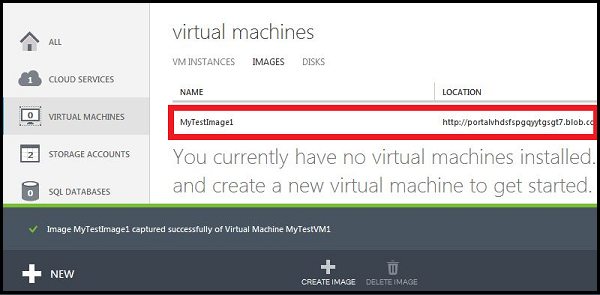 ALL
1 CLOUD SERVICES
0 VIRTUAL MACHINES
2 STORAGE ACCOUNTS
0 SQL DATABASES
virtual machines
VM INSTANCES IMAGES DISKS
NAME LOCATION
MyTestImage1 http://portalvhdsfspgqyytgsgt7.blob.co
You currently have no virtual machines installed.
and create a new virtual machine to get started.
Image MyTestImage1 captured successfully of Virtual Machine MyTestVM1
NEW
CREATE IMAGE DELETE IMAGE